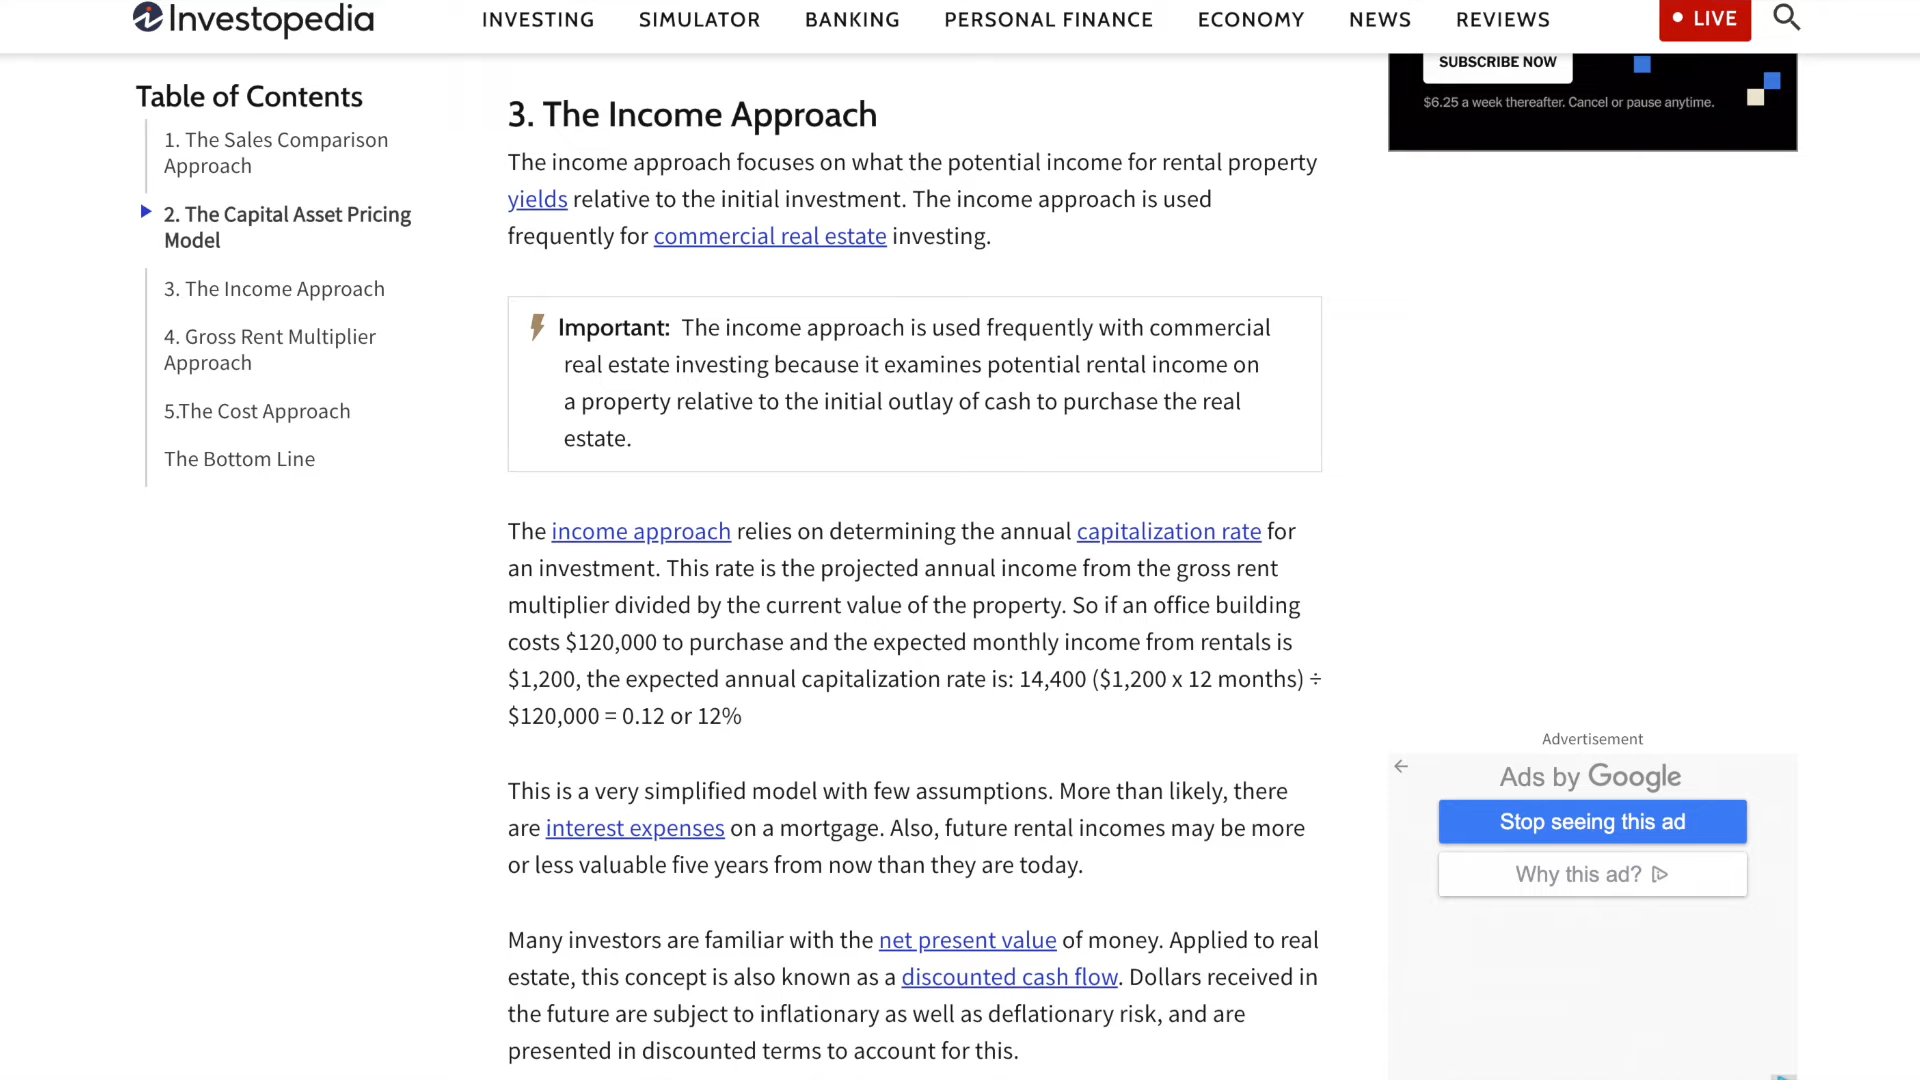 Investopedia
INVESTING SIMULATOR BANKING PERSONAL FINANCE ECONOMY NEWS REVIEWS
LIVE
Table of Contents
1. The Sales Comparison
Approach
2. The Capital Asset Pricing
Model
3. The Income Approach
4. Gross Rent Multiplier
Approach
5.The Cost Approach
The Bottom Line
3. The Income Approach
The income approach focuses on what the potential income for rental property
yields relative to the initial investment. The income approach is used
frequently for commercial real estate investing.
Important: The income approach is used frequently with commercial
real estate investing because it examines potential rental income on
a property relative to the initial outlay of cash to purchase the real
estate.
The income approach relies on determining the annual capitalization rate for
an investment. This rate is the projected annual income from the gross rent
multiplier divided by the current value of the property. So if an office building
costs $120,000 to purchase and the expected monthly income from rentals is
$1,200, the expected annual capitalization rate is: 14,400 ($1,200 x 12 months) ÷
$120,000 = 0.12 or 12%
This is a very simplified model with few assumptions. More than likely, there
are interest expenses on a mortgage. Also, future rental incomes may be more
or less valuable five years from now than they are today.
Many investors are familiar with the net present value of money. Applied to real
estate, this concept is also known as a discounted cash flow. Dollars received in
the future are subject to inflationary as well as deflationary risk, and are
presented in discounted terms to account for this.
SUBSCRIBE NOW
$6.25 a week thereafter. Cancel or pause anytime.
Advertisement
Ads by Google
Stop seeing this ad
Why this ad?